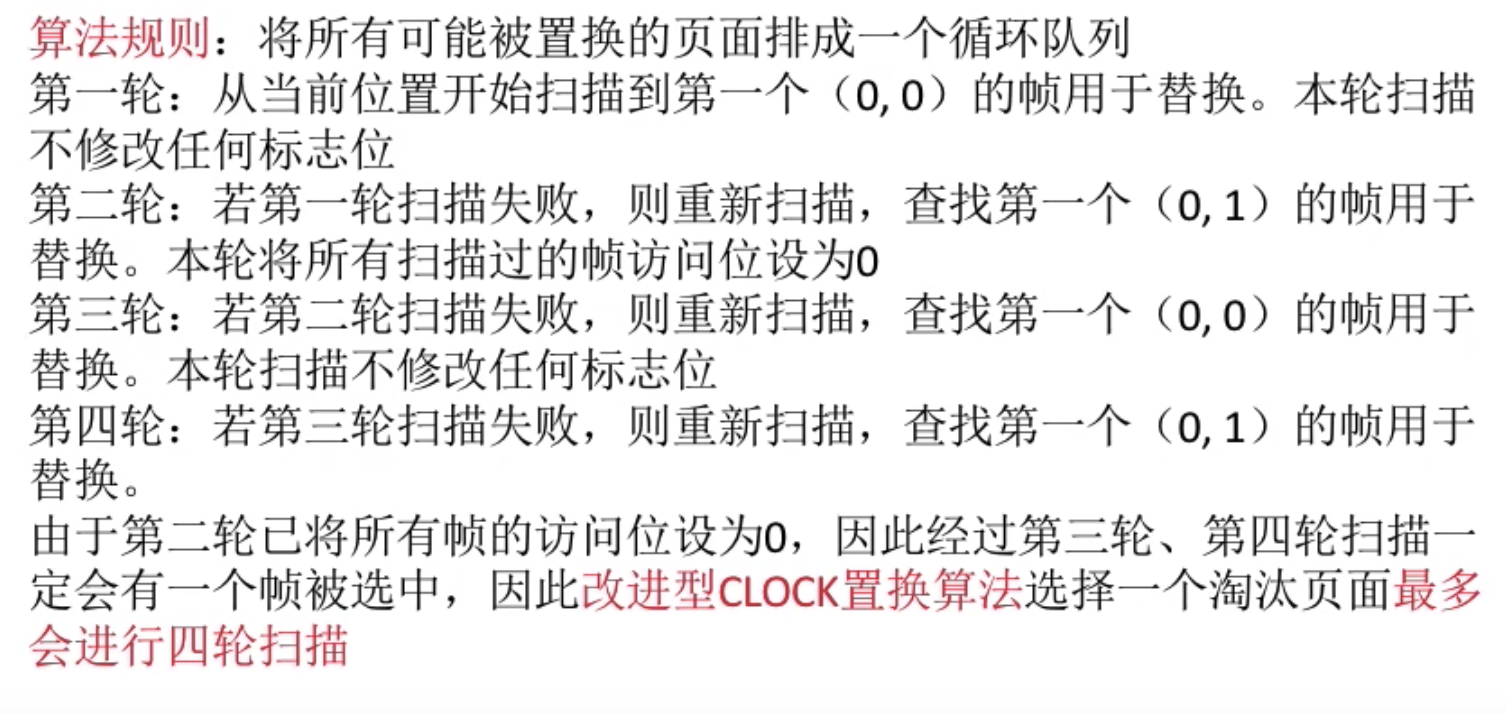 算法规则：将所有可能被置换的页面排成一个循环队列
第一轮：从当前位置开始扫描到第一个（0, 0）的帧用于替换。本轮扫描
不修改任何标志位
第二轮：若第一轮扫描失败，则重新扫描，查找第一个（0, 1）的帧用于
替换。本轮将所有扫描过的帧访问位设为0
第三轮：若第二轮扫描失败，则重新扫描，查找第一个（0, 0）的帧用于
替换。本轮扫描不修改任何标志位
第四轮：若第三轮扫描失败，则重新扫描，查找第一个（0, 1）的帧用于
替换。
由于第二轮已将所有帧的访问位设为0，因此经过第三轮、第四轮扫描一
定会有一个帧被选中，因此改进型CLOCK置换算法选择一个淘汰页面最多
会进行四轮扫描